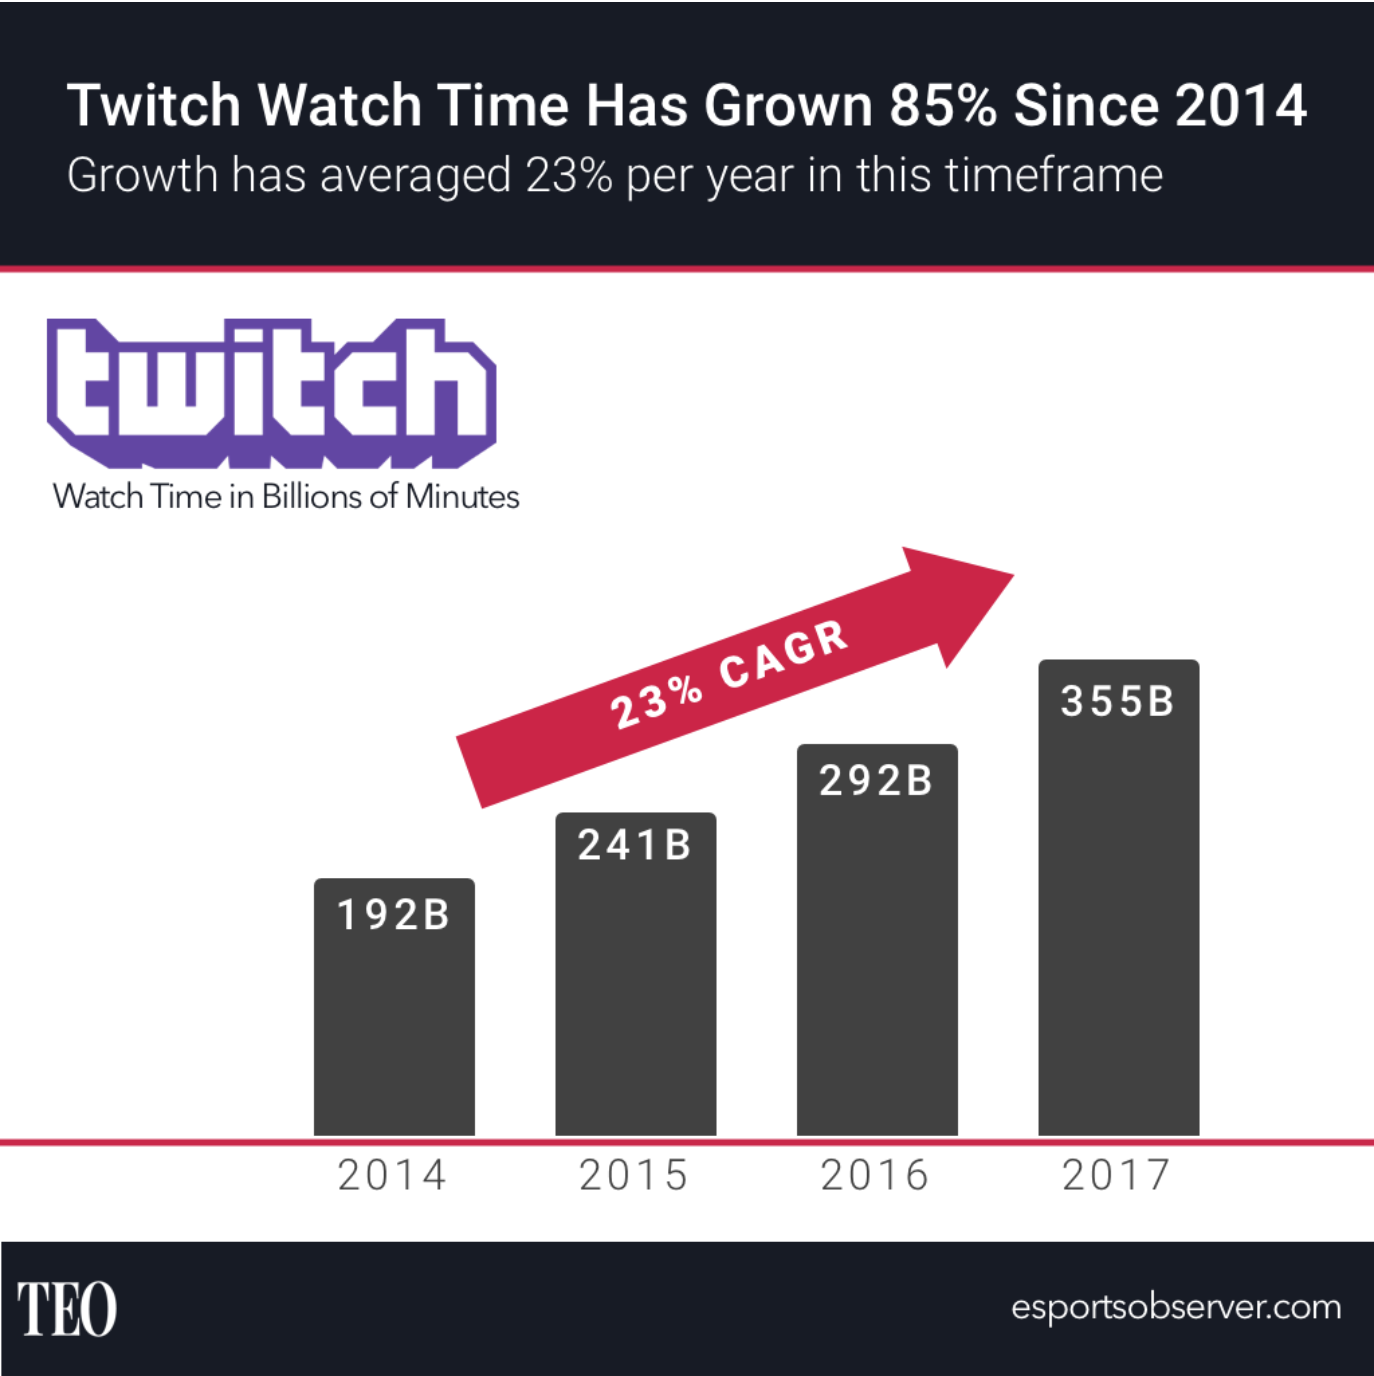 Twitch Watch Time Has Grown 85% Since 2014
Growth has averaged 23% per year in this timeframe
twitch
Watch Time in Billions of Minutes
23% CAGR
192B
241B
292B
355B
2014
2015
2016
2017
TEO
esportsobserver.com